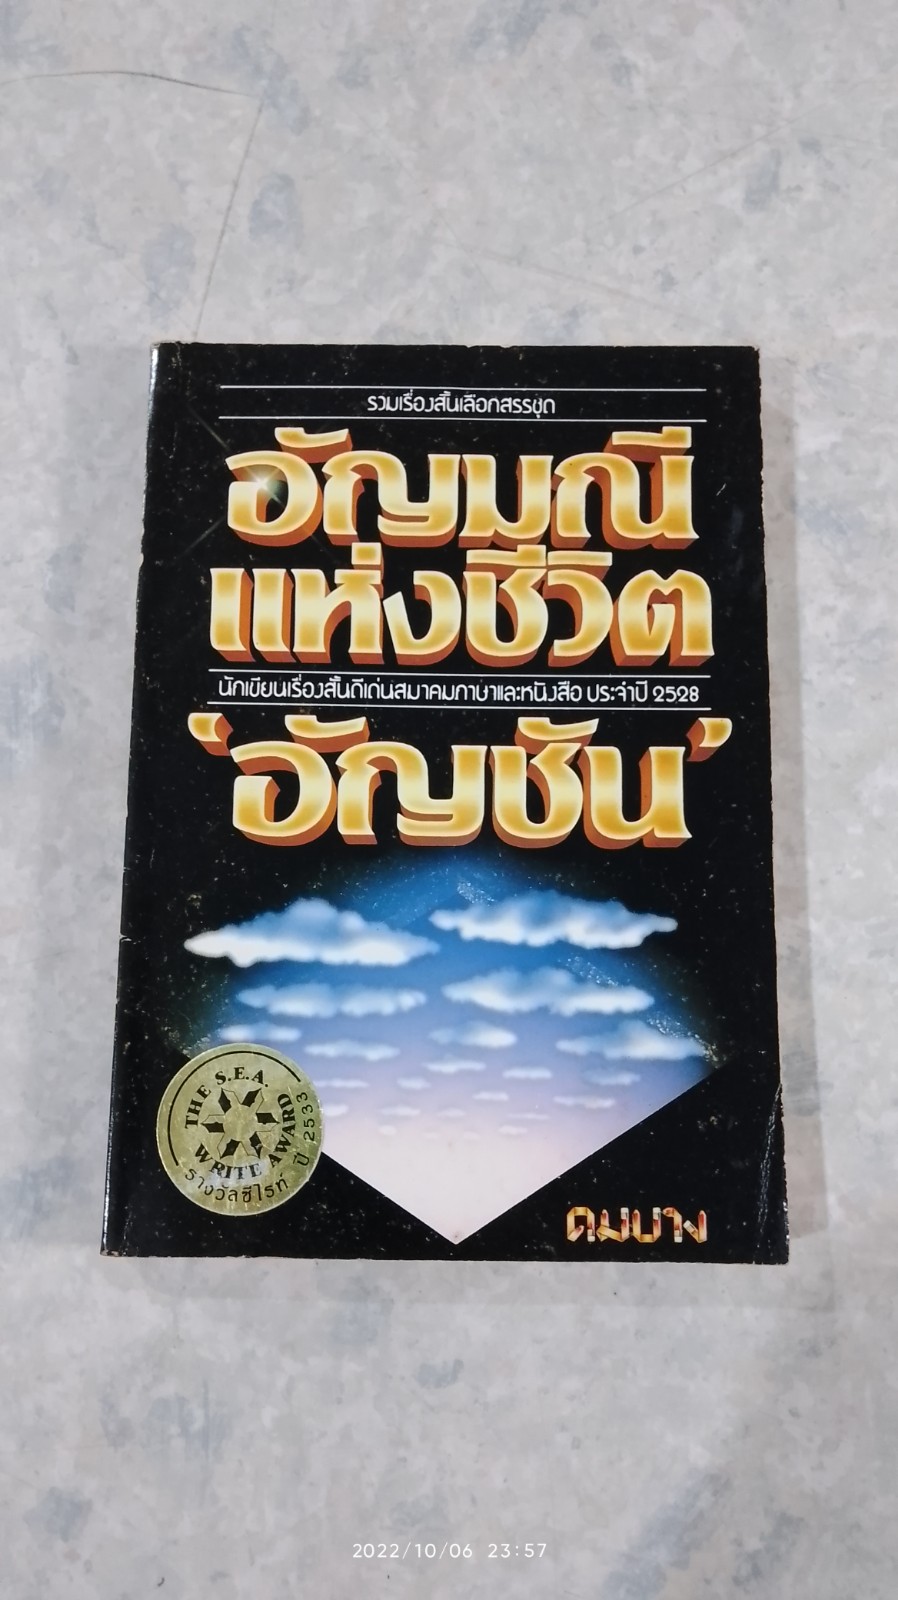 รวมเรื่องสั้นเลือกสรรชุด
อัญมณี
แห่งชีวิต
นักเขียนเรื่องสั้นดีเด่นสมาคมภาษาและหนังสือ ประจำปี 2528
‘อัญชัน’
THE S.E.A. WRITE AWARD
รางวัลซีไรท์ ปี 2533
คมบาง
2022/10/06 23:57